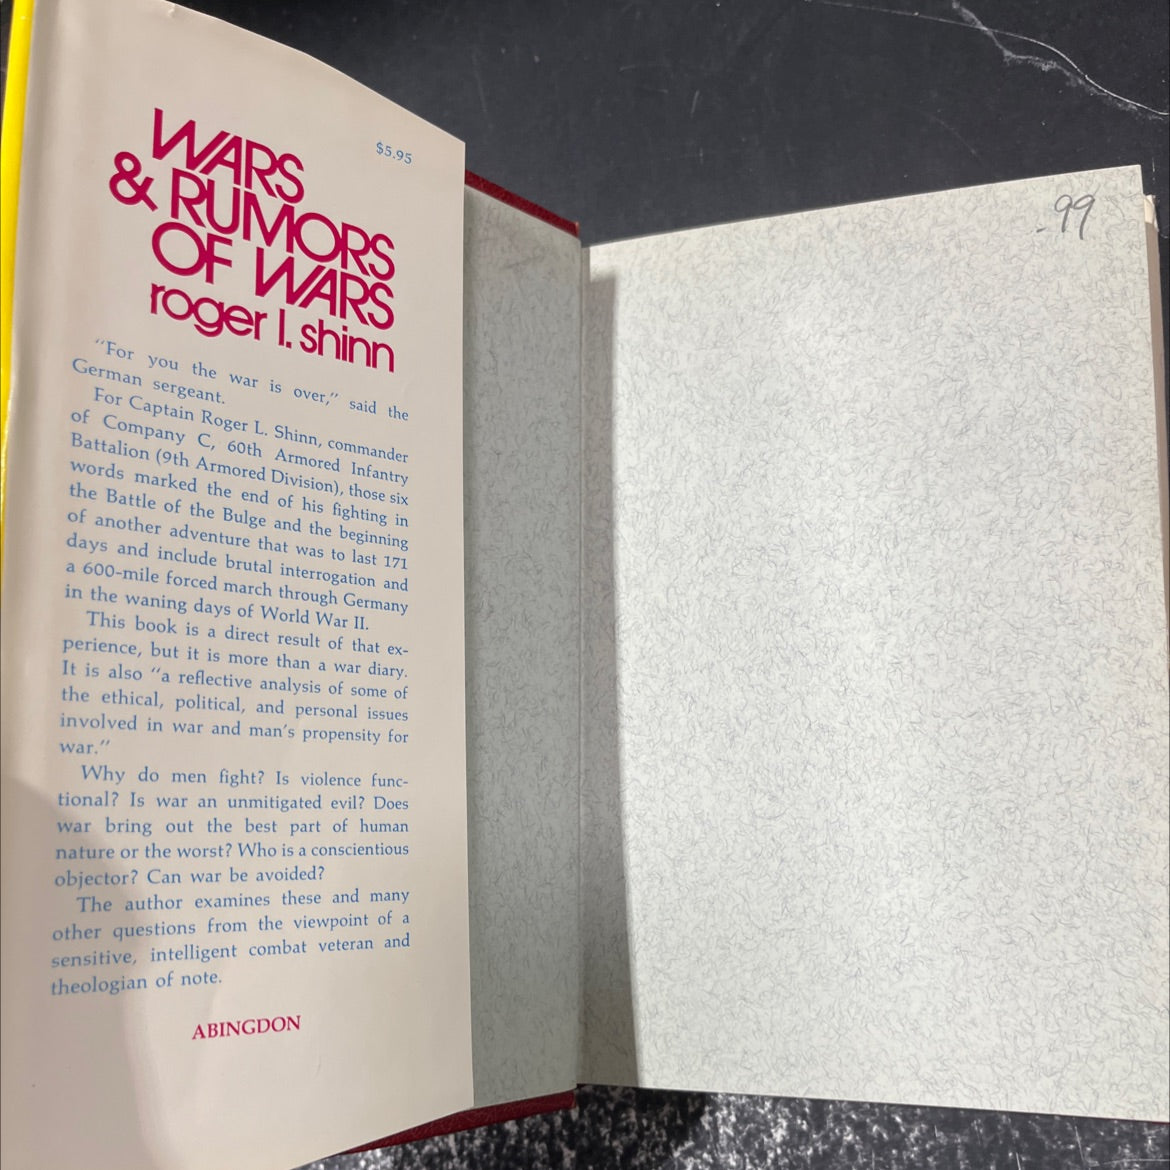 WARS
& RUMORS
OF WARS
roger l. shinn
$5.95
"For you the war is over," said the
German sergeant.
For Captain Roger L. Shinn, commander
of Company C, 60th Armored Infantry
Battalion (9th Armored Division), those six
words marked the end of his fighting in
the Battle of the Bulge and the beginning
of another adventure that was to last 171
days and include brutal interrogation and
a 600-mile forced march through Germany
in the waning days of World War II.
This book is a direct result of that ex-
perience, but it is more than a war diary.
It is also "a reflective analysis of some of
the ethical, political, and personal issues
involved in war and man's propensity for
war."
Why do men fight? Is violence func-
tional? Is war an unmitigated evil? Does
war bring out the best part of human
nature or the worst? Who is a conscientious
objector? Can war be avoided?
The author examines these and many
other questions from the viewpoint of a
sensitive, intelligent combat veteran and
theologian of note.
ABINGDON
.99